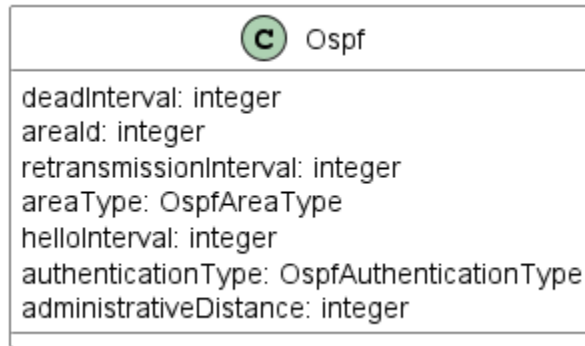 C Ospf
deadInterval: integer
areaId: integer
retransmissionInterval: integer
areaType: OspfAreaType
helloInterval: integer
authenticationType: OspfAuthenticationType
administrativeDistance: integer